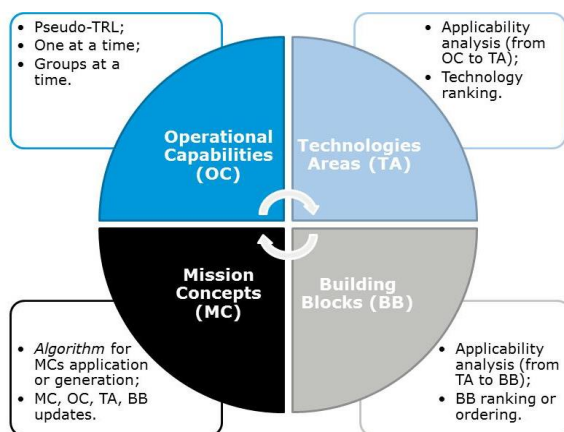 • Pseudo-TRL;
• One at a time;
• Groups at a
time.
• Applicability
analysis (from
OC to TA);
• Technology
ranking.
Operational
Capabilities
(OC)
Technologies
Areas (TA)
Mission
Concepts
(MC)
Building
Blocks (BB)
• Algorithm for
MCs application
or generation;
• MC, OC, TA, BB
updates.
• Applicability
analysis (from
TA to BB);
• BB ranking or
ordering.